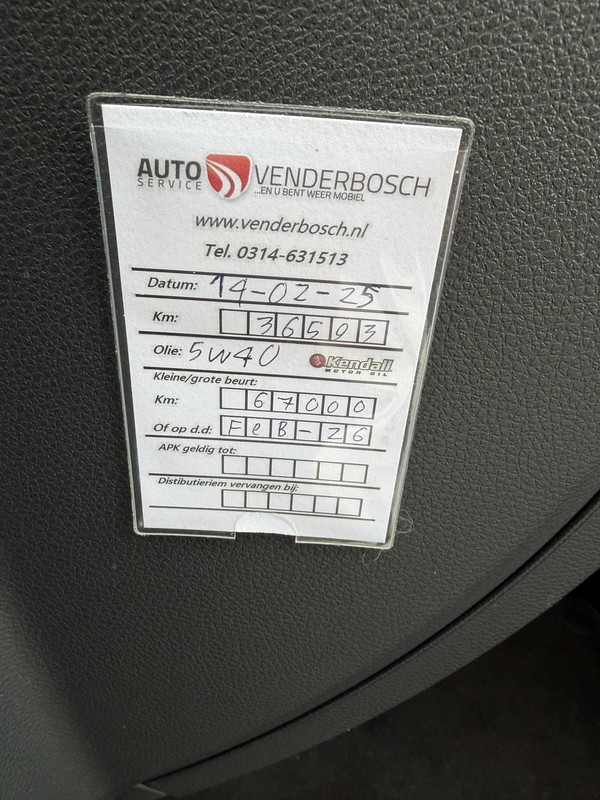 AUTO SERVICE VENDERBOSCH
...EN U BENT WEER MOBIEL
www.venderbosch.nl
Tel. 0314-631513
Datum: 14-02-25
Km: 36593
Olie: 5W40 Kendall MOTOR OIL
Kleine/grote beurt:
Km: 67000
Of op d.d: FeB-26
APK geldig tot:
Distributieriem vervangen bij: